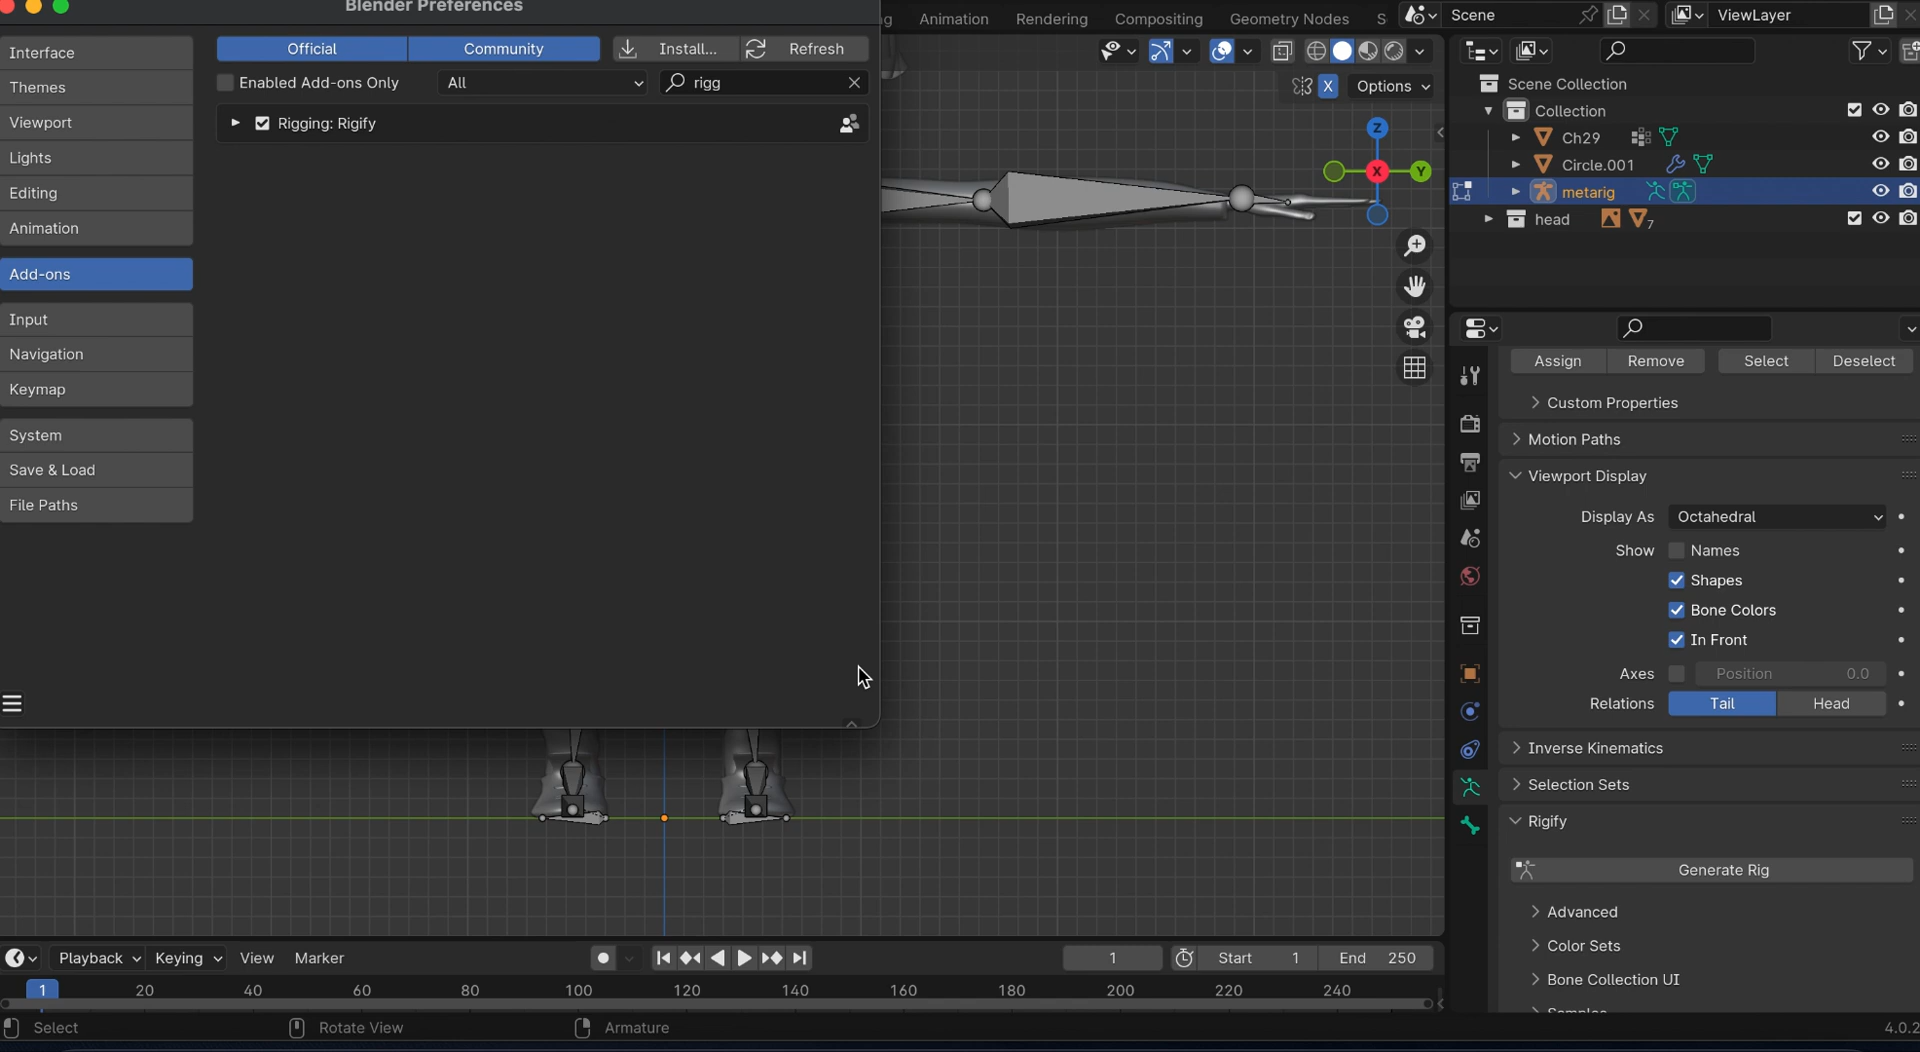 Blender Preferences
Interface
Themes
Viewport
Lights
Editing
Animation
Add-ons
Input
Navigation
Keymap
System
Save & Load
File Paths
Official Community Install... Refresh
Enabled Add-ons Only All rigg
Rigging: Rigify
Animation Rendering Compositing Geometry Nodes S
Scene ViewLayer
X Options
Z
X Y
Scene Collection
Collection
Ch29
Circle.001
metarig
head 7
Assign Remove Select Deselect
Custom Properties
Motion Paths
Viewport Display
Display As Octahedral
Show Names
Shapes
Bone Colors
In Front
Axes Position 0.0
Relations Tail Head
Inverse Kinematics
Selection Sets
Rigify
Generate Rig
Advanced
Color Sets
Bone Collection UI
Playback Keying View Marker 1 Start 1 End 250
1 20 40 60 80 100 120 140 160 180 200 220 240
Select Rotate View Armature 4.0.2